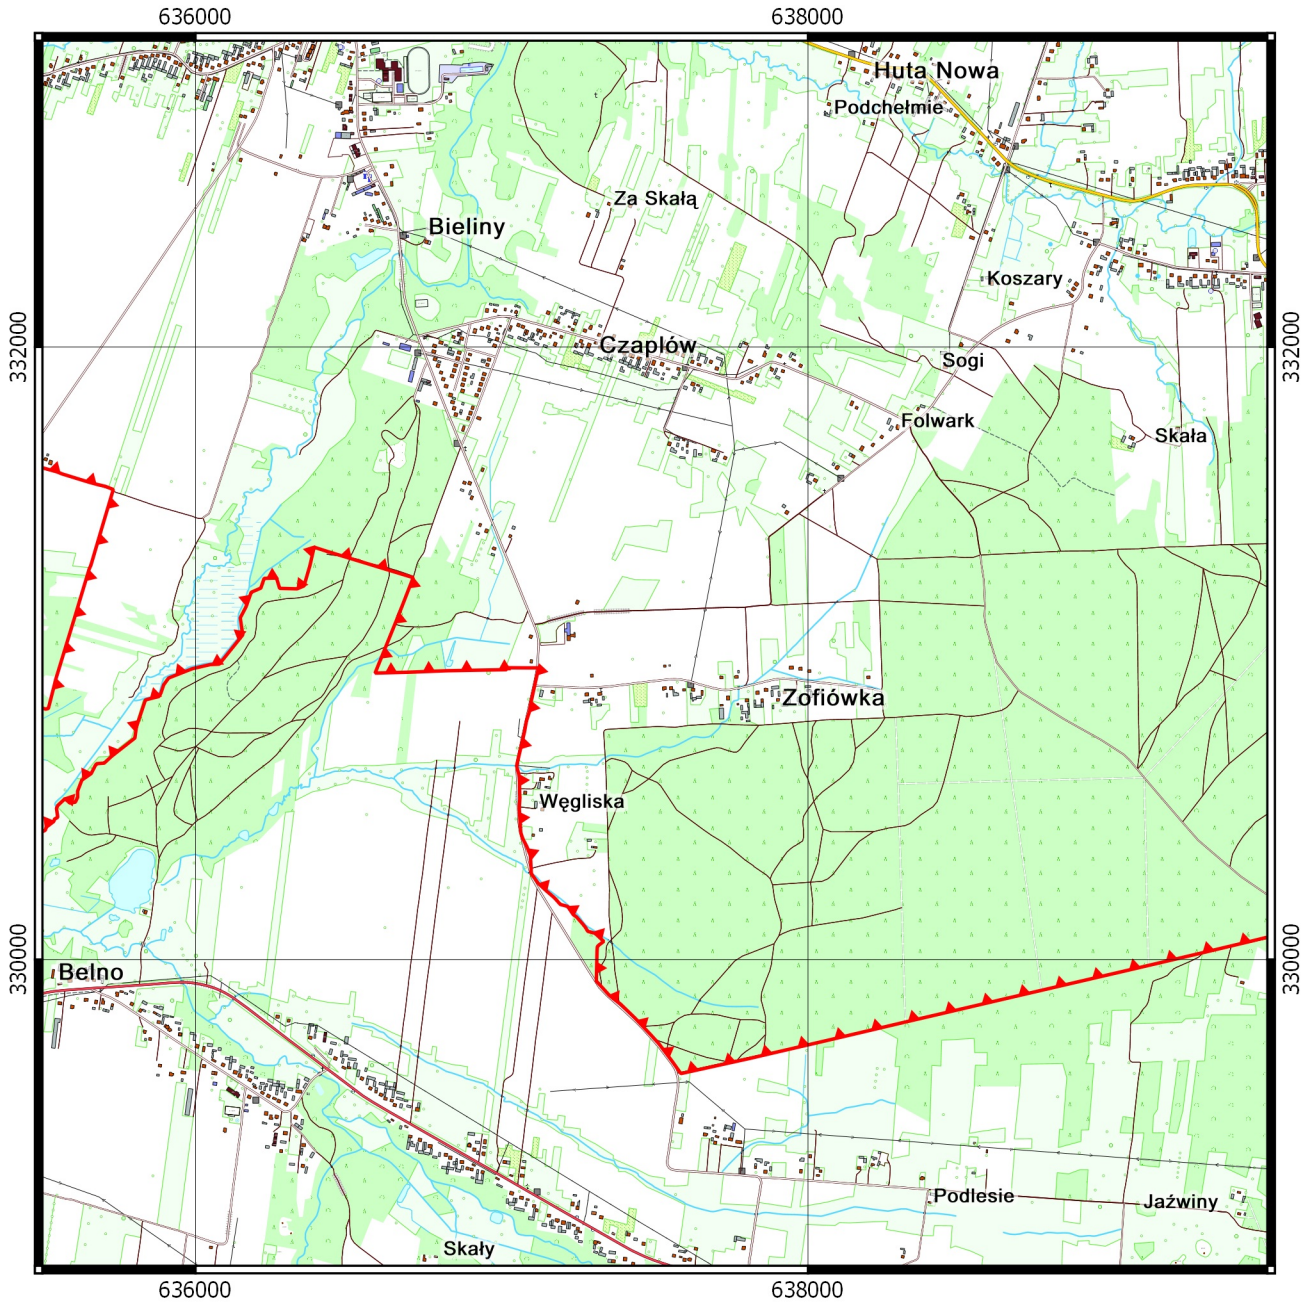 636000
638000
Huta Nowa
Podchełmie
Za Skałą
Bieliny
Koszary
332000
332000
Czaplów
Sogi
Folwark
Skała
Zofiówka
Węgliska
330000
330000
Belno
Podlesie
Jaźwiny
Skały
636000
638000